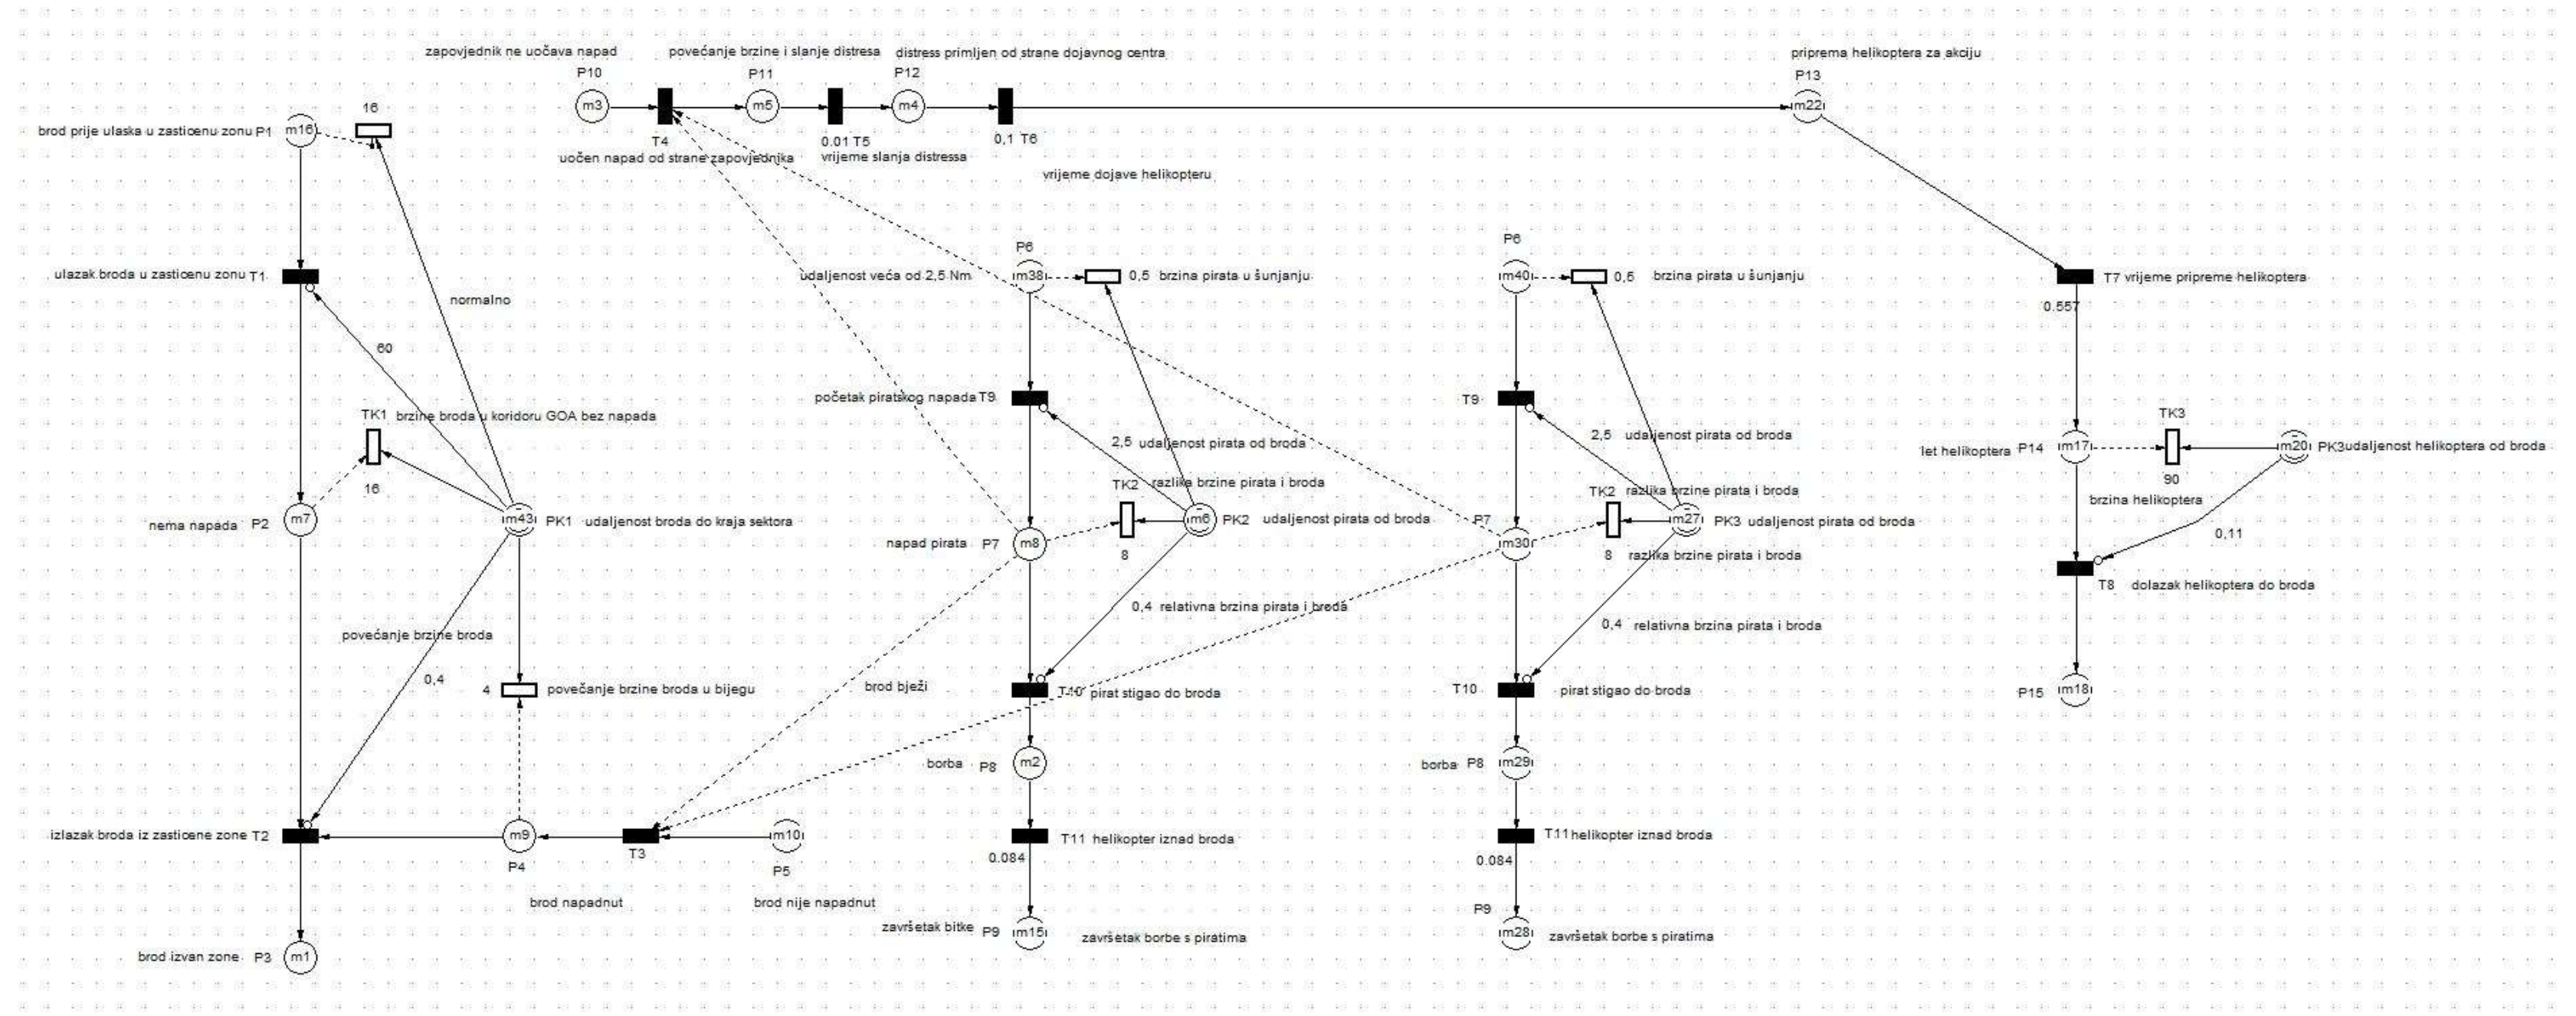 zapovjednik ne uočava napad
povećanje brzine i slanje distresa
distress primljen od strane dojavnog centra
priprema helikoptera za akciju
P10
P11
P12
P13
16
m3
m5
m4
m22
brod prije ulaska u zasticenu zonu P1
m16
T4
0.01 T5
0,1 T6
uočen napad od strane zapovjednika
vrijeme slanja distressa
vrijeme dojave helikopteru
P6
P6
ulazak broda u zasticenu zonu T1
udaljenost veća od 2,5 Nm
m38
0,5 brzina pirata u šunjanju
m40
0,5 brzina pirata u šunjanju
T7 vrijeme pripreme helikoptera
normalno
0.557
60
početak piratskog napada T9
T9
TK1 brzine broda u koridoru GOA bez napada
TK3
2,5 udaljenost pirata od broda
2,5 udaljenost pirata od broda
let helikoptera P14
m17
m20
PK3udaljenost helikoptera od broda
16
TK2 razlika brzine pirata i broda
TK2 razlika brzine pirata i broda
90
brzina helikoptera
nema napada P2
m7
m43
PK1 udaljenost broda do kraja sektora
m6
PK2 udaljenost pirata od broda
P7
m27
PK3 udaljenost pirata od broda
0,11
napad pirata P7
m8
8
m30
8 razlika brzine pirata i broda
T8 dolazak helikoptera do broda
0,4 relativna brzina pirata i broda
0,4 relativna brzina pirata i broda
povećanje brzine broda
0,4
4
povečanje brzine broda u bijegu
brod bježi
T10 pirat stigao do broda
T10
pirat stigao do broda
P15
m18
borba P8
m2
borba P8
m29
izlazak broda iz zasticene zone T2
m9
T3
m10
T11 helikopter iznad broda
T11 helikopter iznad broda
P4
P5
0.084
0.084
brod napadnut
brod nije napadnut
P9
završetak bitke P9
m15
završetak borbe s piratima
m28
završetak borbe s piratima
brod izvan zone P3
m1